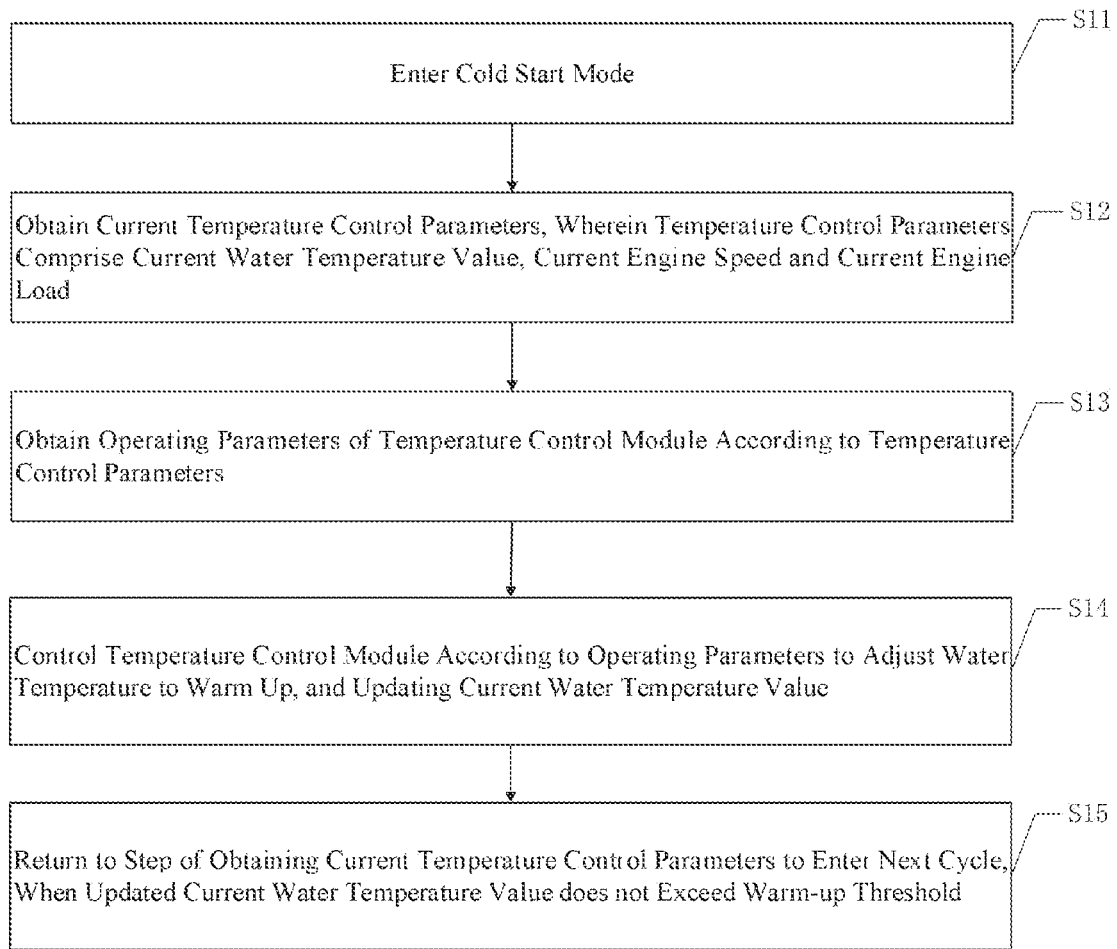 S11
Enter Cold Start Mode
S12
Obtain Current Temperature Control Parameters, Wherein Temperature Control Parameters
Comprise Current Water Temperature Value, Current Engine Speed and Current Engine
Load
S13
Obtain Operating Parameters of Temperature Control Module According to Temperature
Control Parameters
S14
Control Temperature Control Module According to Operating Parameters to Adjust Water
Temperature to Warm Up, and Updating Current Water Temperature Value
S15
Return to Step of Obtaining Current Temperature Control Parameters to Enter Next Cycle,
When Updated Current Water Temperature Value does not Exceed Warm-up Threshold